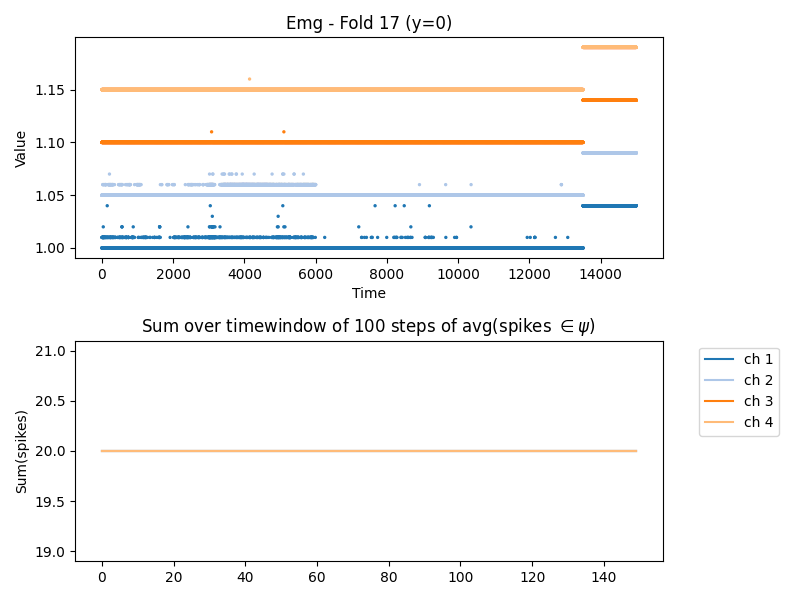 Emg - Fold 17 (y=0)
Value
1.15
1.10
1.05
1.00
0 2000 4000 6000 8000 10000 12000 14000
Time
Sum over timewindow of 100 steps of avg(spikes ∈ψ)
Sum(spikes)
21.0
20.5
20.0
19.5
19.0
0 20 40 60 80 100 120 140
ch 1
ch 2
ch 3
ch 4